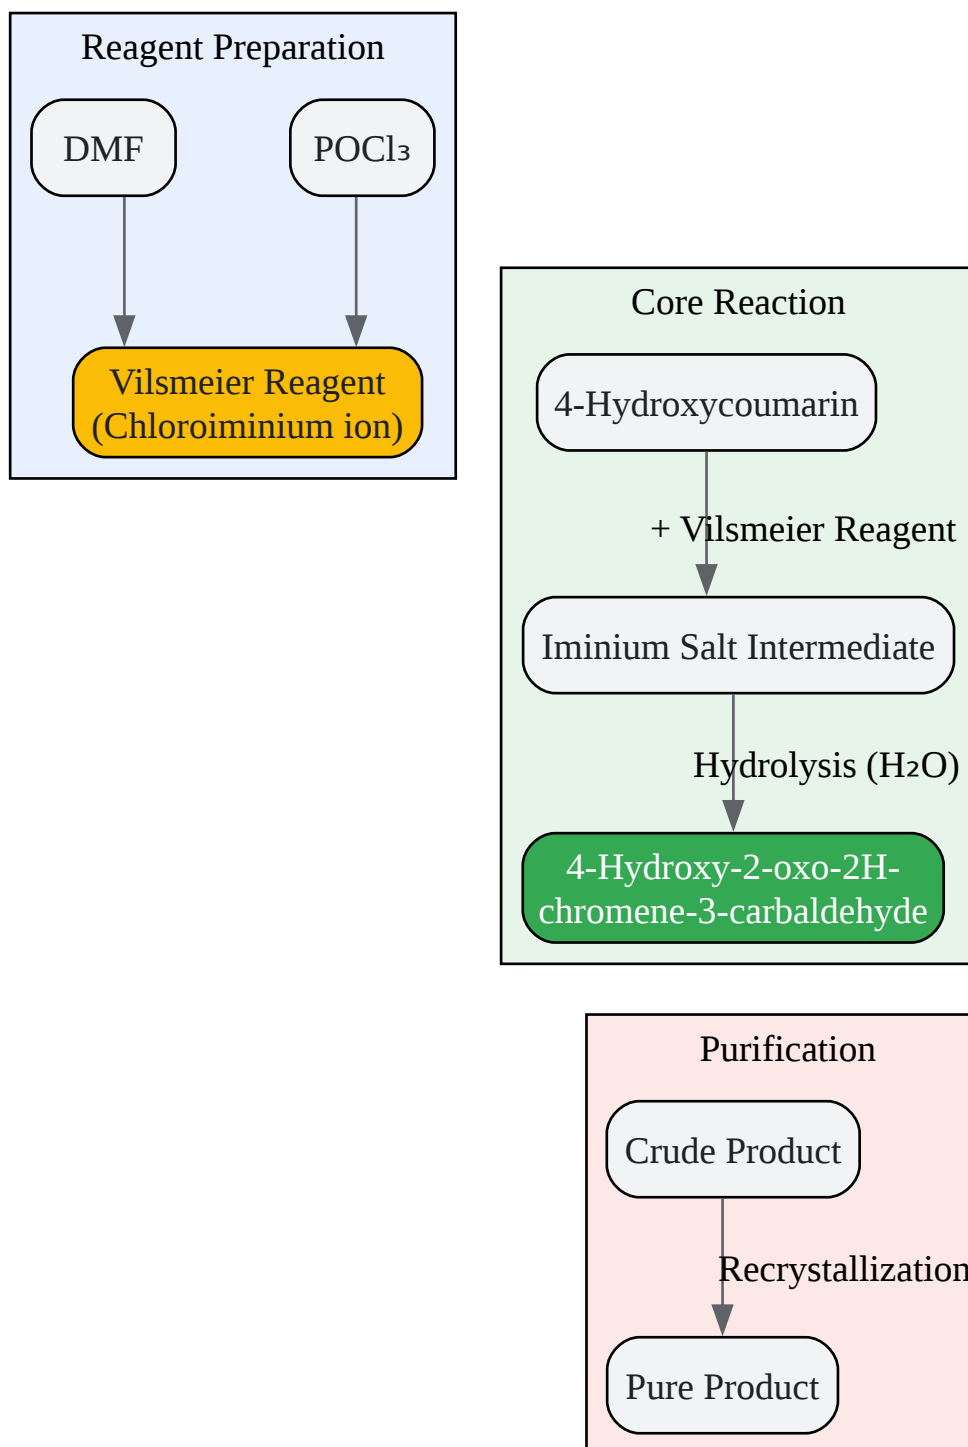 Reagent Preparation
DMF
POCl₃
Vilsmeier Reagent
(Chloroiminium ion)
Core Reaction
4-Hydroxycoumarin
+ Vilsmeier Reagent
Iminium Salt Intermediate
Hydrolysis (H₂O)
4-Hydroxy-2-oxo-2H-
chromene-3-carbaldehyde
Purification
Crude Product
Recrystallization
Pure Product